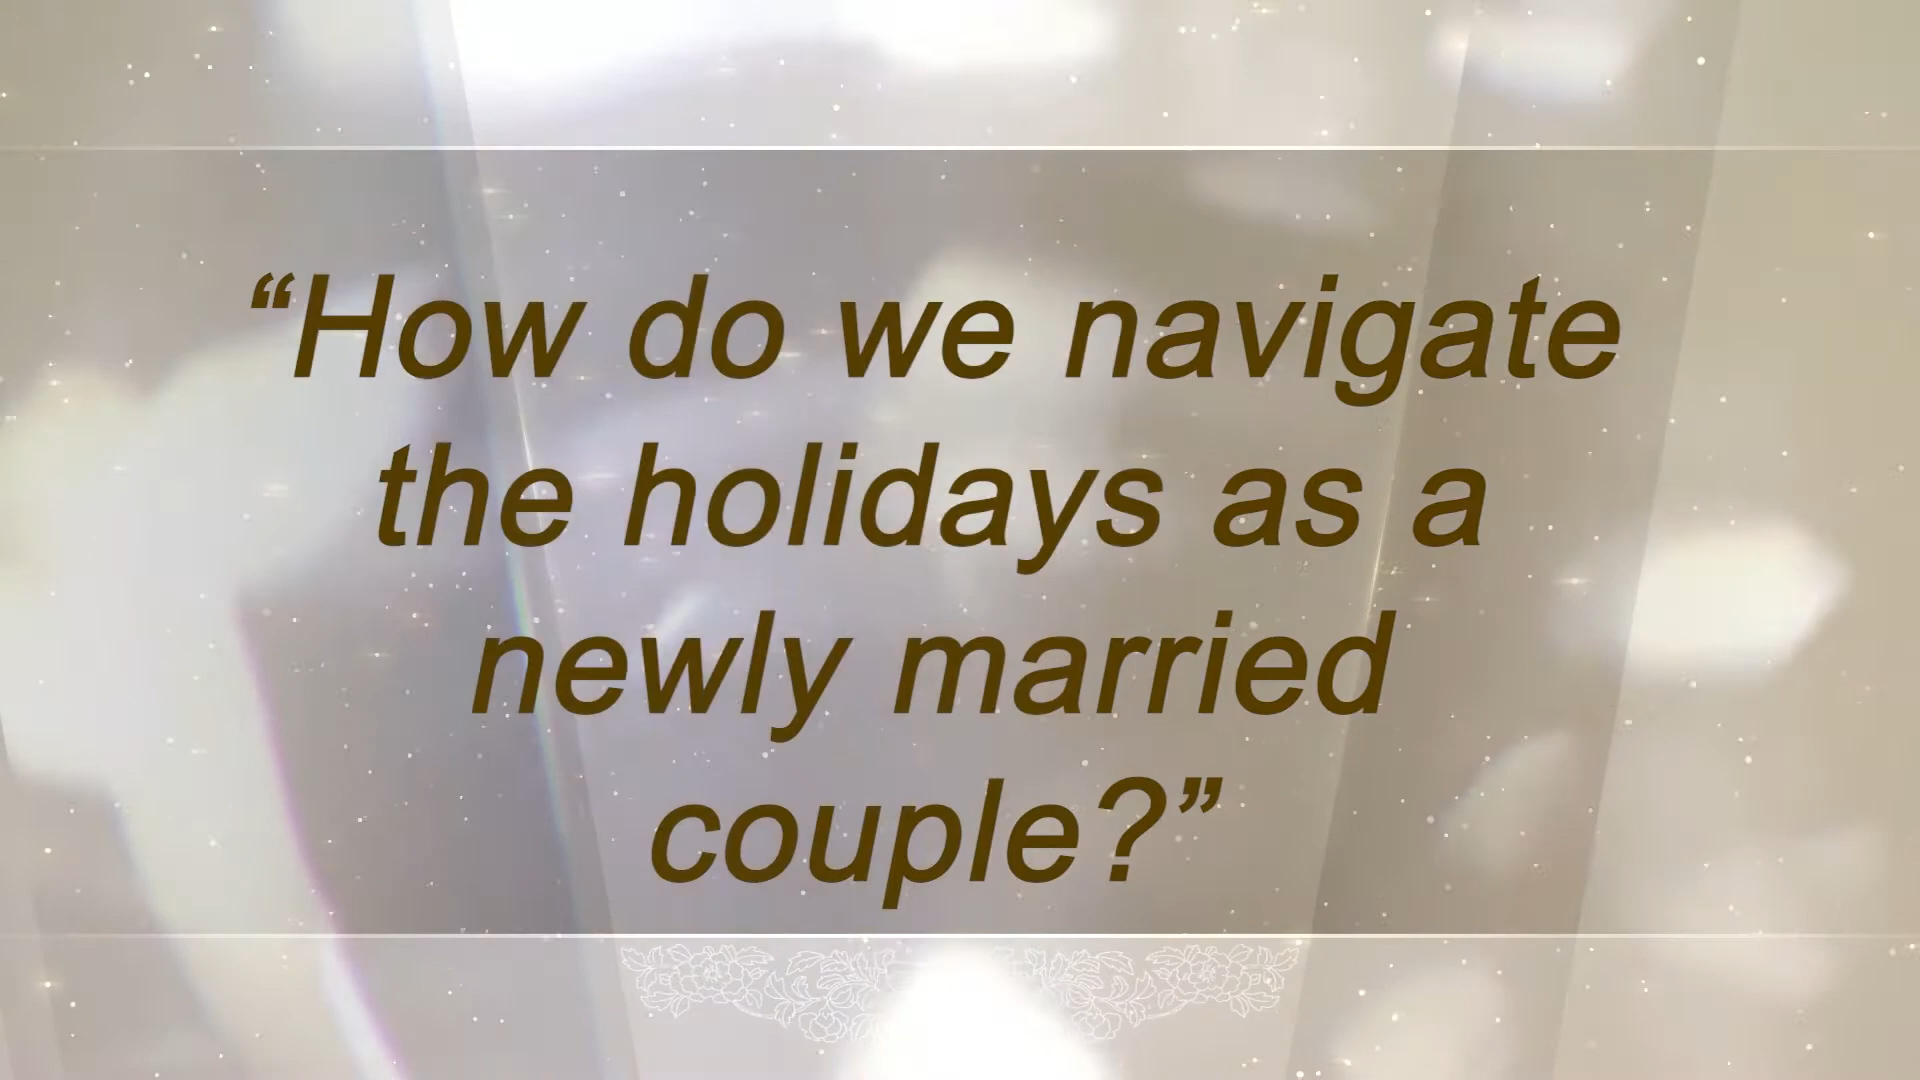 “How do we navigate
the holidays as a
newly married
couple?”